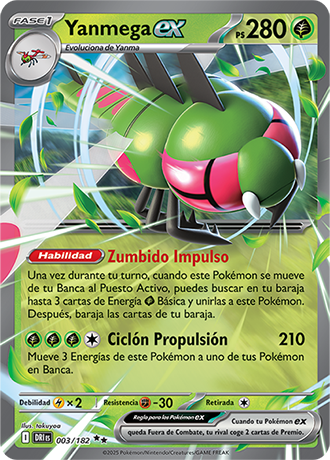 FASE 1
Yanmega ex
PS 280
Evoluciona de Yanma
Habilidad Zumbido Impulso
Una vez durante tu turno, cuando este Pokémon se mueve
de tu Banca al Puesto Activo, puedes buscar en tu baraja
hasta 3 cartas de Energía Básica y unirlas a este Pokémon.
Después, baraja las cartas de tu baraja.
Ciclón Propulsión 210
Mueve 3 Energías de este Pokémon a uno de tus Pokémon
en Banca.
Debilidad ×2 Resistencia -30 Retirada
Ilus. takuyoa
Regla para los Pokémon ex
Cuando tu Pokémon ex
queda Fuera de Combate, tu rival coge 2 cartas de Premio.
I DRI ES 003/182 ★★
©2025 Pokémon/Nintendo/Creatures/GAME FREAK